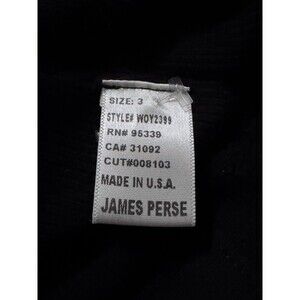 SIZE: 3
STYLE# WOY2399
RN# 95339
CA# 31092
CUT#008103
MADE IN U.S.A.
JAMES PERSE